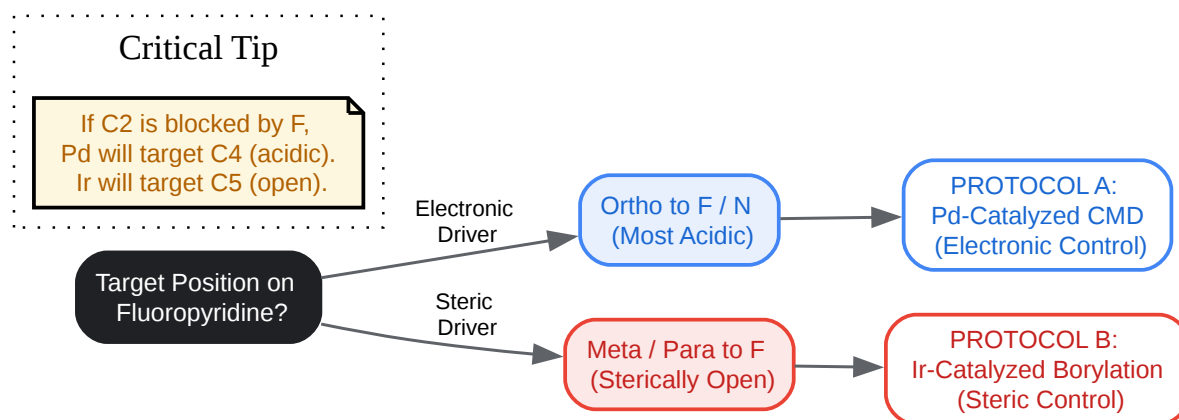 Critical Tip
If C2 is blocked by F,
Pd will target C4 (acidic).
Ir will target C5 (open).
Target Position on
Fluoropyridine?
Electronic
Driver
Ortho to F / N
(Most Acidic)
PROTOCOL A:
Pd-Catalyzed CMD
(Electronic Control)
Steric
Driver
Meta / Para to F
(Sterically Open)
PROTOCOL B:
Ir-Catalyzed Borylation
(Steric Control)